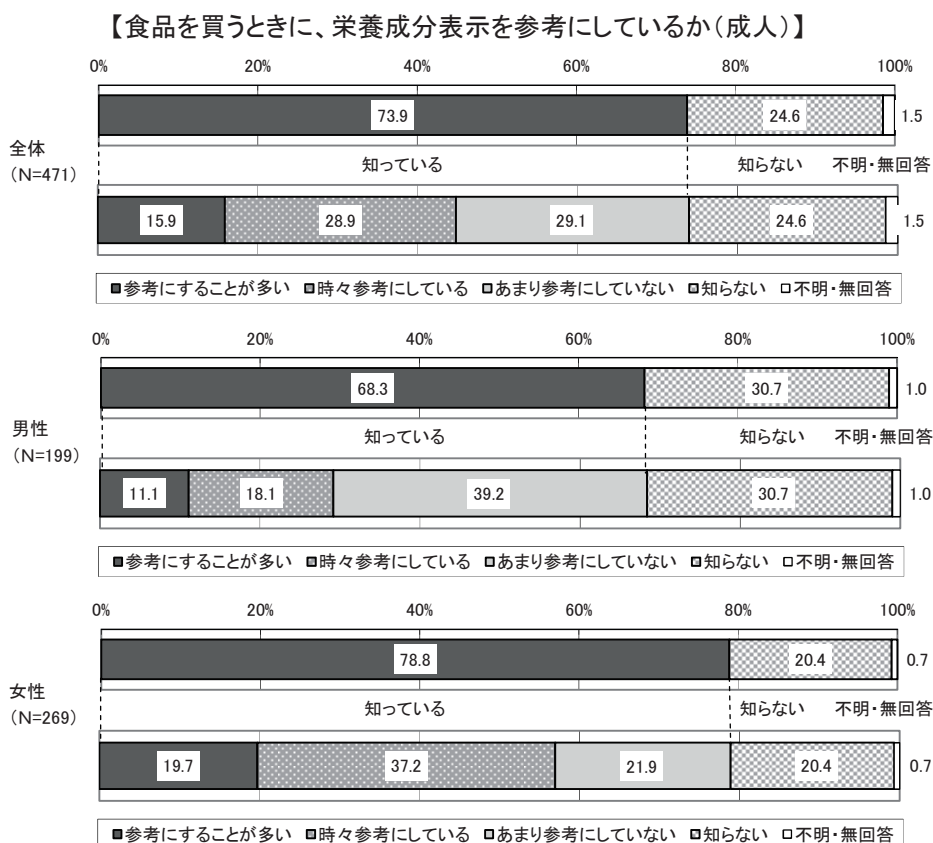 【食品を買うときに、栄養成分表示を参考にしているか(成人)】
0% 20% 40% 60% 80% 100%
73.9 24.6 1.5
全体
(N=471)
知っている 知らない 不明・無回答
15.9 28.9 29.1 24.6 1.5
■参考にすることが多い ■時々参考にしている □あまり参考にしていない □知らない □不明・無回答
0% 20% 40% 60% 80% 100%
68.3 30.7 1.0
男性
(N=199)
知っている 知らない 不明・無回答
11.1 18.1 39.2 30.7 1.0
■参考にすることが多い ■時々参考にしている □あまり参考にしていない □知らない □不明・無回答
0% 20% 40% 60% 80% 100%
78.8 20.4 0.7
女性
(N=269)
知っている 知らない 不明・無回答
19.7 37.2 21.9 20.4 0.7
■参考にすることが多い ■時々参考にしている □あまり参考にしていない □知らない □不明・無回答